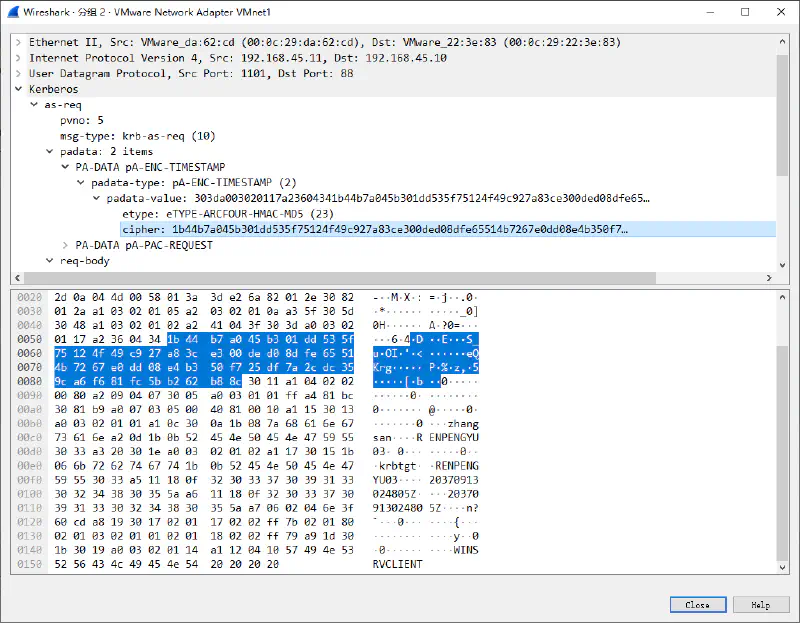 Wireshark · 分组 2 · VMware Network Adapter VMnet1
Ethernet II, Src: VMware_da:62:cd (00:0c:29:da:62:cd), Dst: VMware_22:3e:83 (00:0c:29:22:3e:83)
Internet Protocol Version 4, Src: 192.168.45.11, Dst: 192.168.45.10
User Datagram Protocol, Src Port: 1101, Dst Port: 88
Kerberos
as-req
pvno: 5
msg-type: krb-as-req (10)
padata: 2 items
PA-DATA pA-ENC-TIMESTAMP
padata-type: pA-ENC-TIMESTAMP (2)
padata-value: 303da003020117a23604341b44b7a045b301dd535f75124f49c927a83ce300ded08dfe65…
etype: eTYPE-ARCFOUR-HMAC-MD5 (23)
cipher: 1b44b7a045b301dd535f75124f49c927a83ce300ded08dfe65514b7267e0dd08e4b350f7…
PA-DATA pA-PAC-REQUEST
req-body
0020 2d 0a 04 4d 00 58 01 3a 3d e2 6a 82 01 2e 30 82 -··M·X·: =·j·.·0·
0030 01 2a a1 03 02 01 05 a2 03 02 01 0a a3 5f 30 5d ·*······ ·····_0]
0040 30 48 a1 03 02 01 02 a2 41 04 3f 30 3d a0 03 02 0H······ A·?0=···
0050 01 17 a2 36 04 34 1b 44 b7 a0 45 b3 01 dd 53 5f ···6·4·D ··E···S_
0060 75 12 4f 49 c9 27 a8 3c e3 00 de d0 8d fe 65 51 u·OI·'·< ······eQ
0070 4b 72 67 e0 dd 08 e4 b3 50 f7 25 df 7a 2c dc 35 Krg····· P·%·z,·5
0080 9c a6 f6 81 fc 5b b2 62 b8 8c 30 11 a1 04 02 02 ·····[·b ··0·····
0090 00 80 a2 09 04 07 30 05 a0 03 01 01 ff a4 81 bc ······0· ········
00a0 30 81 b9 a0 07 03 05 00 40 81 00 10 a1 15 30 13 0······· @·····0·
00b0 a0 03 02 01 01 a1 0c 30 0a 1b 08 7a 68 61 6e 67 ·······0 ···zhang
00c0 73 61 6e a2 0d 1b 0b 52 45 4e 50 45 4e 47 59 55 san····R ENPENGYU
00d0 30 33 a3 20 30 1e a0 03 02 01 02 a1 17 30 15 1b 03· 0··· ·····0··
00e0 06 6b 72 62 74 67 74 1b 0b 52 45 4e 50 45 4e 47 ·krbtgt· ·RENPENG
00f0 59 55 30 33 a5 11 18 0f 32 30 33 37 30 39 31 33 YU03···· 20370913
0100 30 32 34 38 30 35 5a a6 11 18 0f 32 30 33 37 30 024805Z· ···20370
0110 39 31 33 30 32 34 38 30 35 5a a7 06 02 04 6e 3f 91302480 5Z····n?
0120 60 cd a8 19 30 17 02 01 17 02 02 ff 7b 02 01 80 `···0··· ····{···
0130 02 01 03 02 01 01 02 01 18 02 02 ff 79 a9 1d 30 ········ ····y··0
0140 1b 30 19 a0 03 02 01 14 a1 12 04 10 57 49 4e 53 ·0······ ····WINS
0150 52 56 43 4c 49 45 4e 54 20 20 20 20 RVCLIENT
Close Help